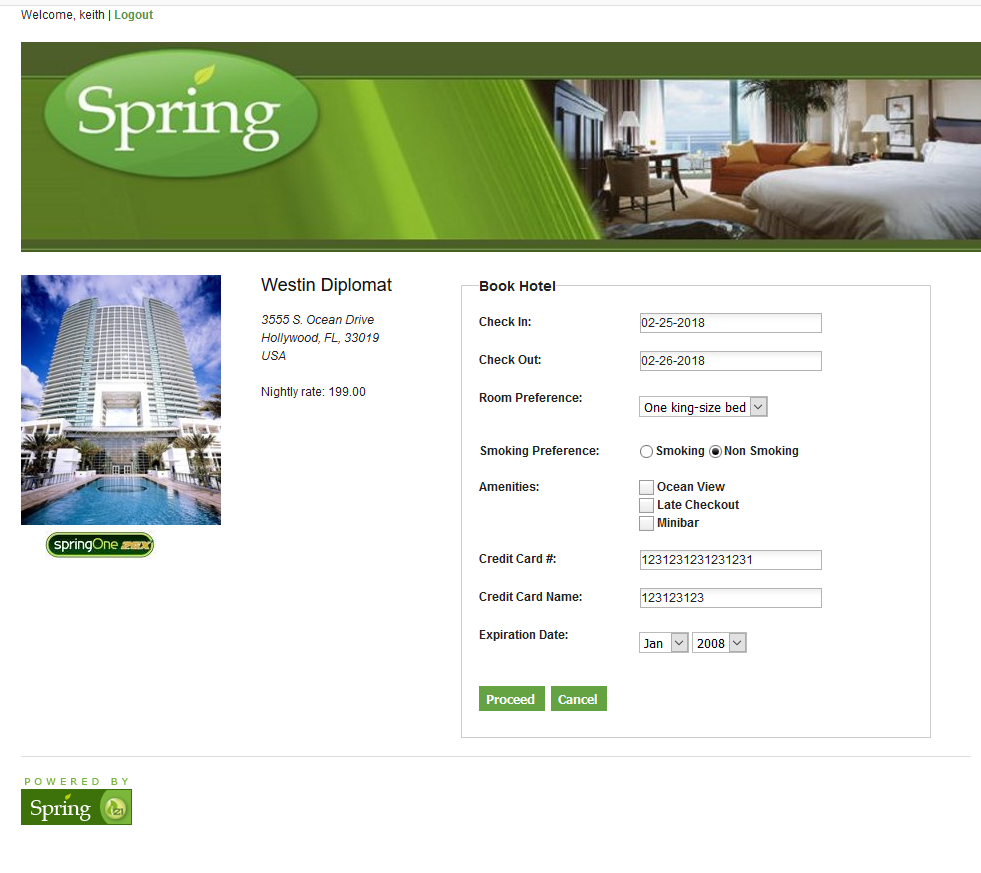 Welcome, keith | Logout
Spring
Westin Diplomat
3555 S. Ocean Drive
Hollywood, FL, 33019
USA
Nightly rate: 199.00
springOne 2GX
Book Hotel
Check In: 02-25-2018
Check Out: 02-26-2018
Room Preference: One king-size bed
Smoking Preference: Smoking Non Smoking
Amenities: Ocean View
Late Checkout
Minibar
Credit Card #: 1231231231231231
Credit Card Name: 123123123
Expiration Date: Jan 2008
Proceed Cancel
POWERED BY
Spring